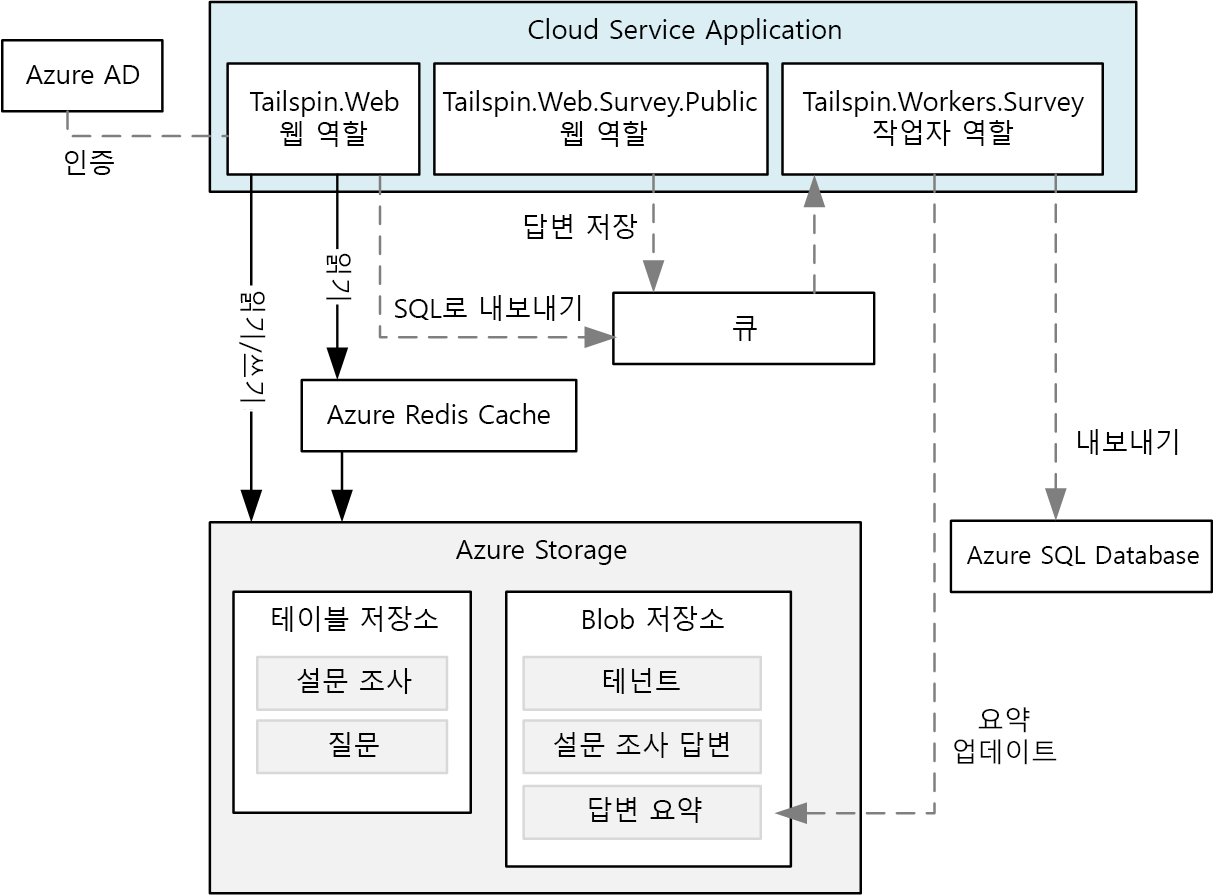 Cloud Service Application
Azure AD
Tailspin.Web
웹 역할
Tailspin.Web.Survey.Public
웹 역할
Tailspin.Workers.Survey
작업자 역할
인증
답변 저장
읽기
읽기/쓰기
SQL로 내보내기
큐
Azure Redis Cache
내보내기
Azure Storage
Azure SQL Database
테이블 저장소
설문 조사
질문
Blob 저장소
테넌트
설문 조사 답변
답변 요약
요약
업데이트